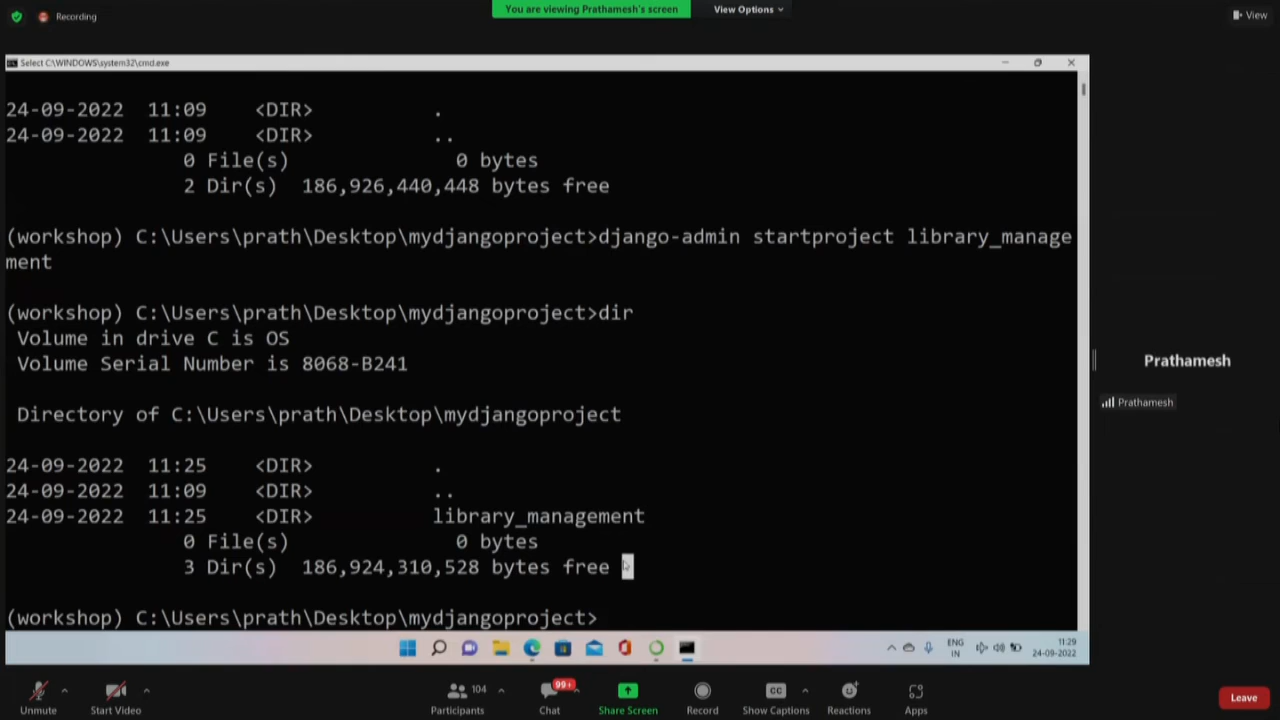 Recording
You are viewing Prathamesh's screen
View Options
View
Select C:\WINDOWS\system32\cmd.exe
24-09-2022 11:09 <DIR> .
24-09-2022 11:09 <DIR> ..
0 File(s) 0 bytes
2 Dir(s) 186,926,440,448 bytes free
(workshop) C:\Users\prath\Desktop\mydjangoproject>django-admin startproject library_manage
ment
(workshop) C:\Users\prath\Desktop\mydjangoproject>dir
Volume in drive C is OS
Volume Serial Number is 8068-B241
Directory of C:\Users\prath\Desktop\mydjangoproject
24-09-2022 11:25 <DIR> .
24-09-2022 11:09 <DIR> ..
24-09-2022 11:25 <DIR> library_management
0 File(s) 0 bytes
3 Dir(s) 186,924,310,528 bytes free
(workshop) C:\Users\prath\Desktop\mydjangoproject>
Prathamesh
Prathamesh
ENG
IN
11:29
24-09-2022
Unmute
Start Video
104
Participants
99+
Chat
Share Screen
Record
CC
Show Captions
Reactions
Apps
Leave